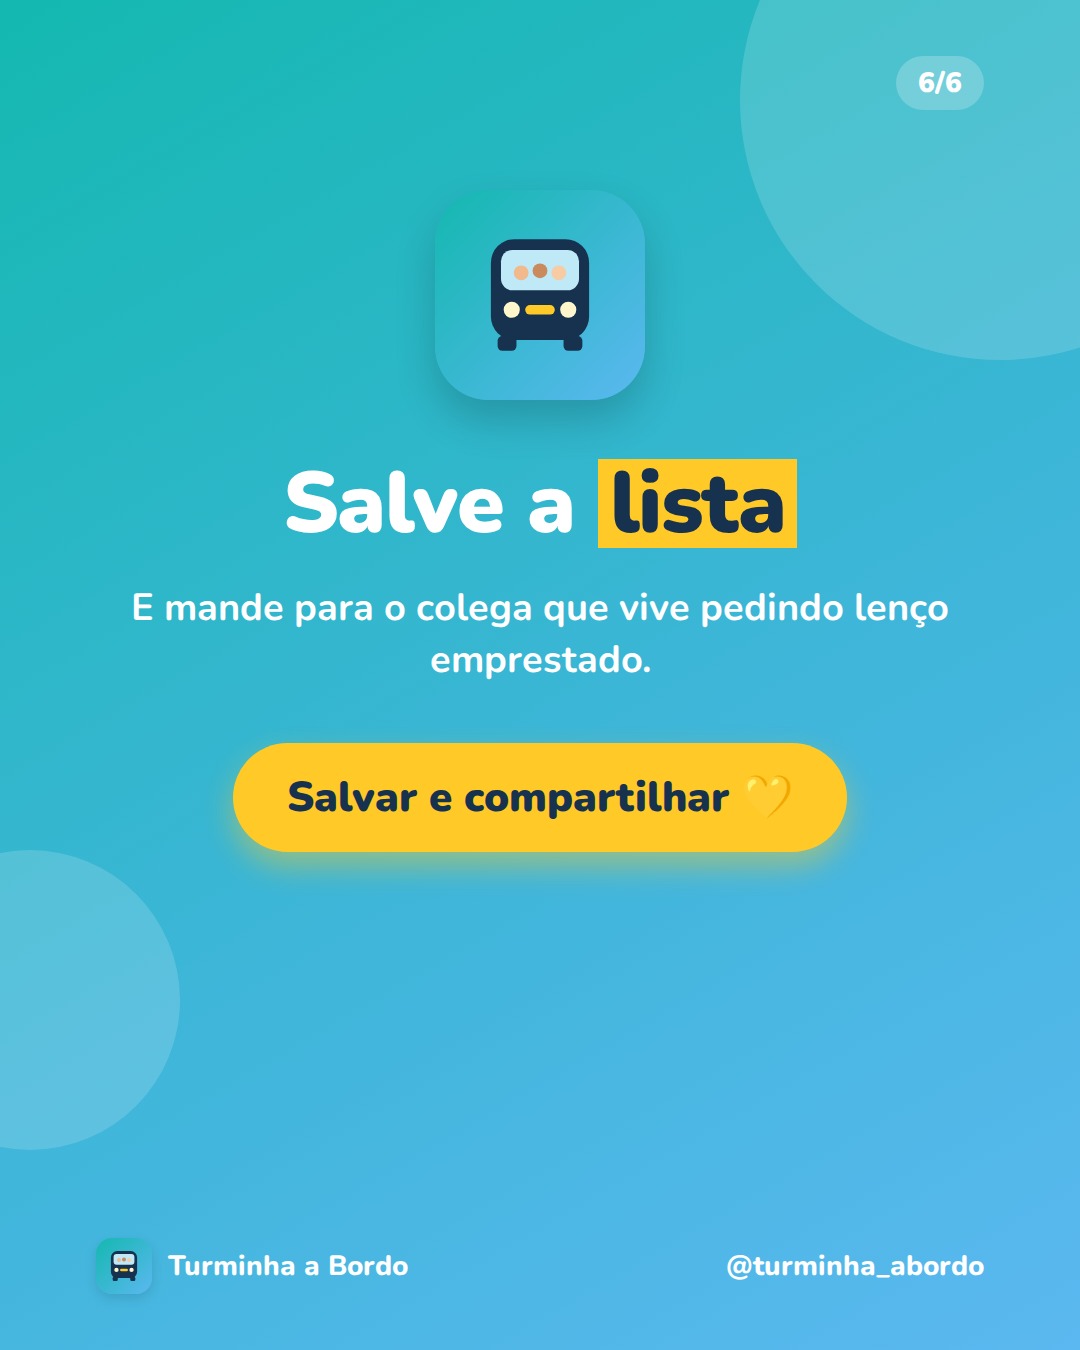 6/6
Salve a lista
E mande para o colega que vive pedindo lenço
emprestado.
Salvar e compartilhar 💛
Turminha a Bordo
@turminha_abordo